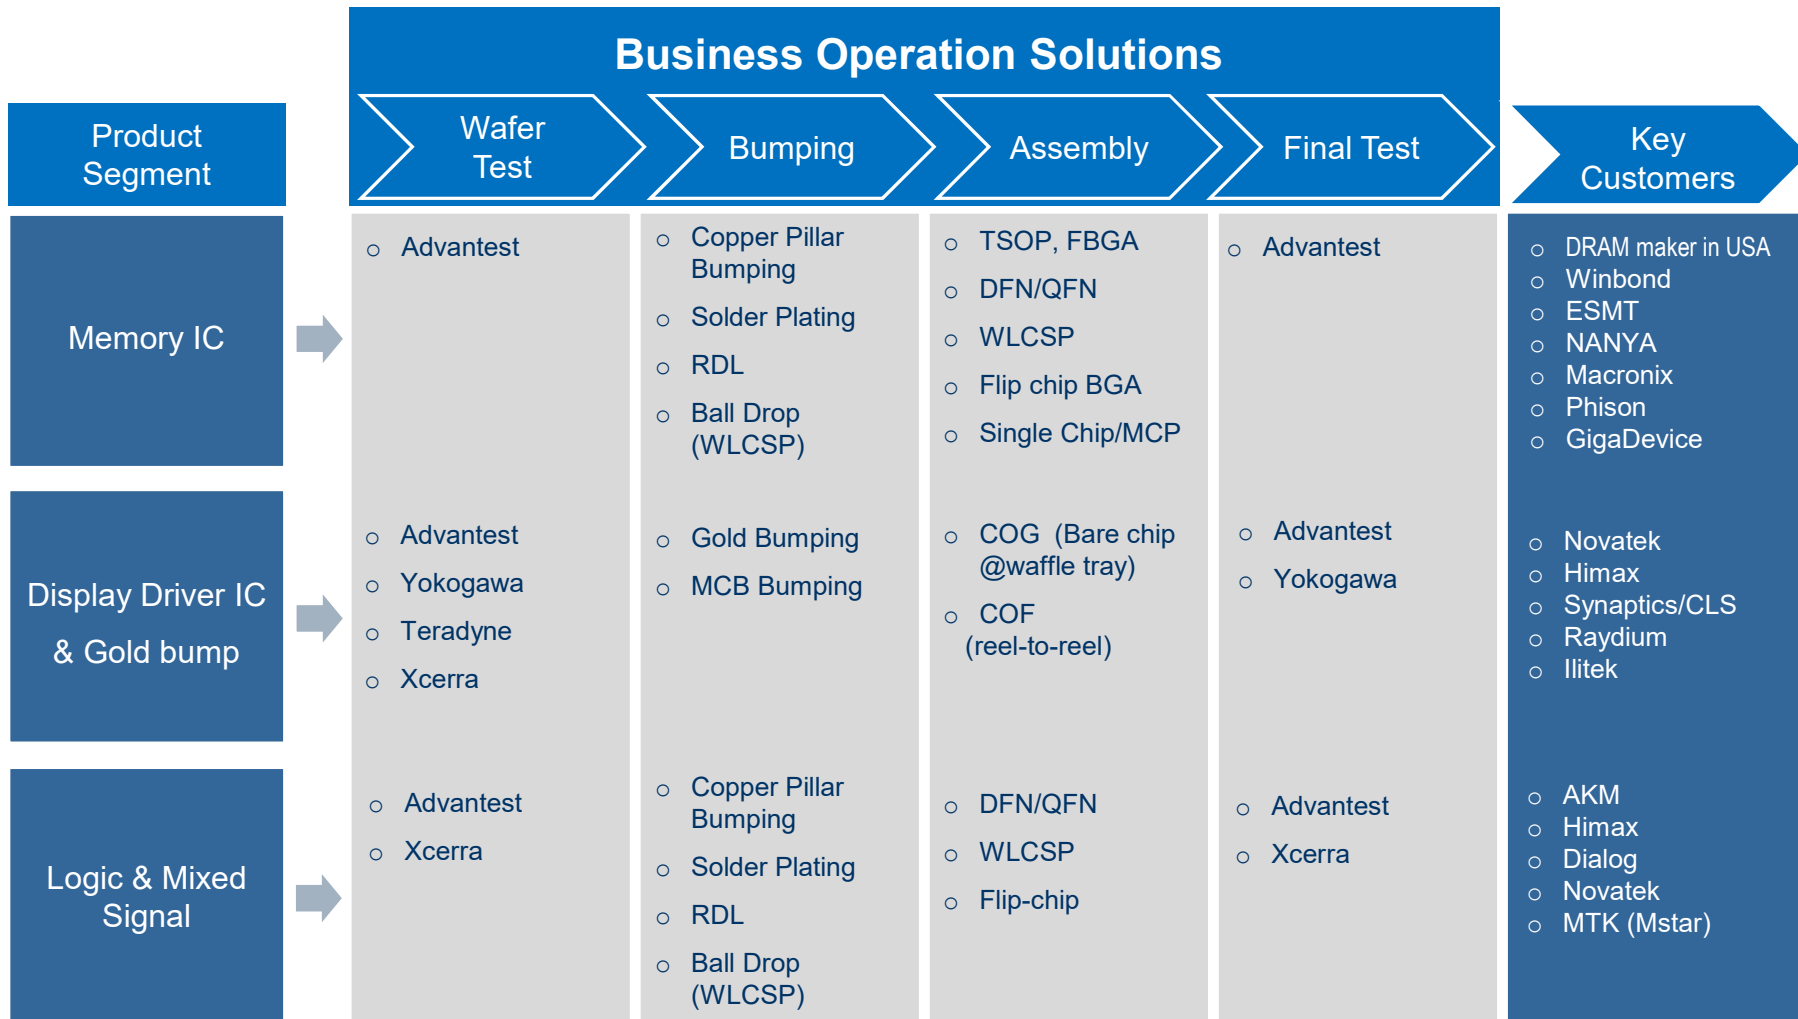 Business Operation Solutions
Product
Segment
Wafer
Test
Bumping
Assembly
Final Test
Key
Customers
Memory IC
o Advantest
o Copper Pillar
Bumping
o Solder Plating
o RDL
o Ball Drop
(WLCSP)
o TSOP, FBGA
o DFN/QFN
o WLCSP
o Flip chip BGA
o Single Chip/MCP
o Advantest
o DRAM maker in USA
o Winbond
o ESMT
o NANYA
o Macronix
o Phison
o GigaDevice
Display Driver IC
& Gold bump
o Advantest
o Yokogawa
o Teradyne
o Xcerra
o Gold Bumping
o MCB Bumping
o COG (Bare chip
@waffle tray)
o COF
(reel-to-reel)
o Advantest
o Yokogawa
o Novatek
o Himax
o Synaptics/CLS
o Raydium
o Ilitek
Logic & Mixed
Signal
o Advantest
o Xcerra
o Copper Pillar
Bumping
o Solder Plating
o RDL
o Ball Drop
(WLCSP)
o DFN/QFN
o WLCSP
o Flip-chip
o Advantest
o Xcerra
o AKM
o Himax
o Dialog
o Novatek
o MTK (Mstar)